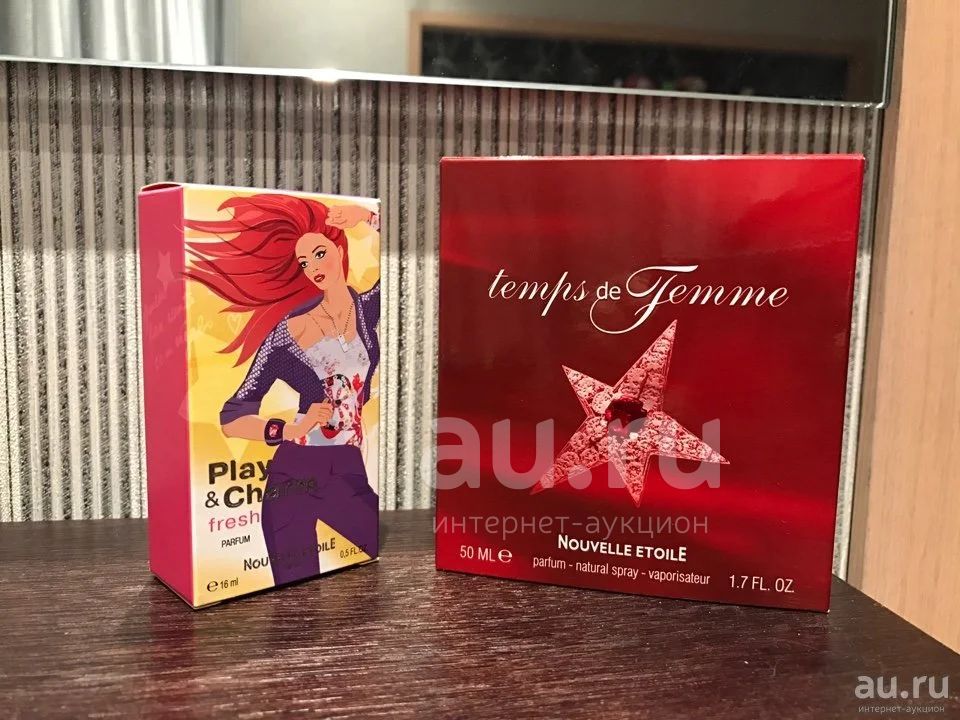 temps de Femme
Play
& Charm
fresh
PARFUM
NOUVELLE ETOILE
0,5 FL.OZ
℮ 16 ml
NOUVELLE ETOILE
50 ML ℮
parfum - natural spray - vaporisateur
1.7 FL. OZ.
au.ru
интернет-аукцион
au.ru
интернет-аукцион